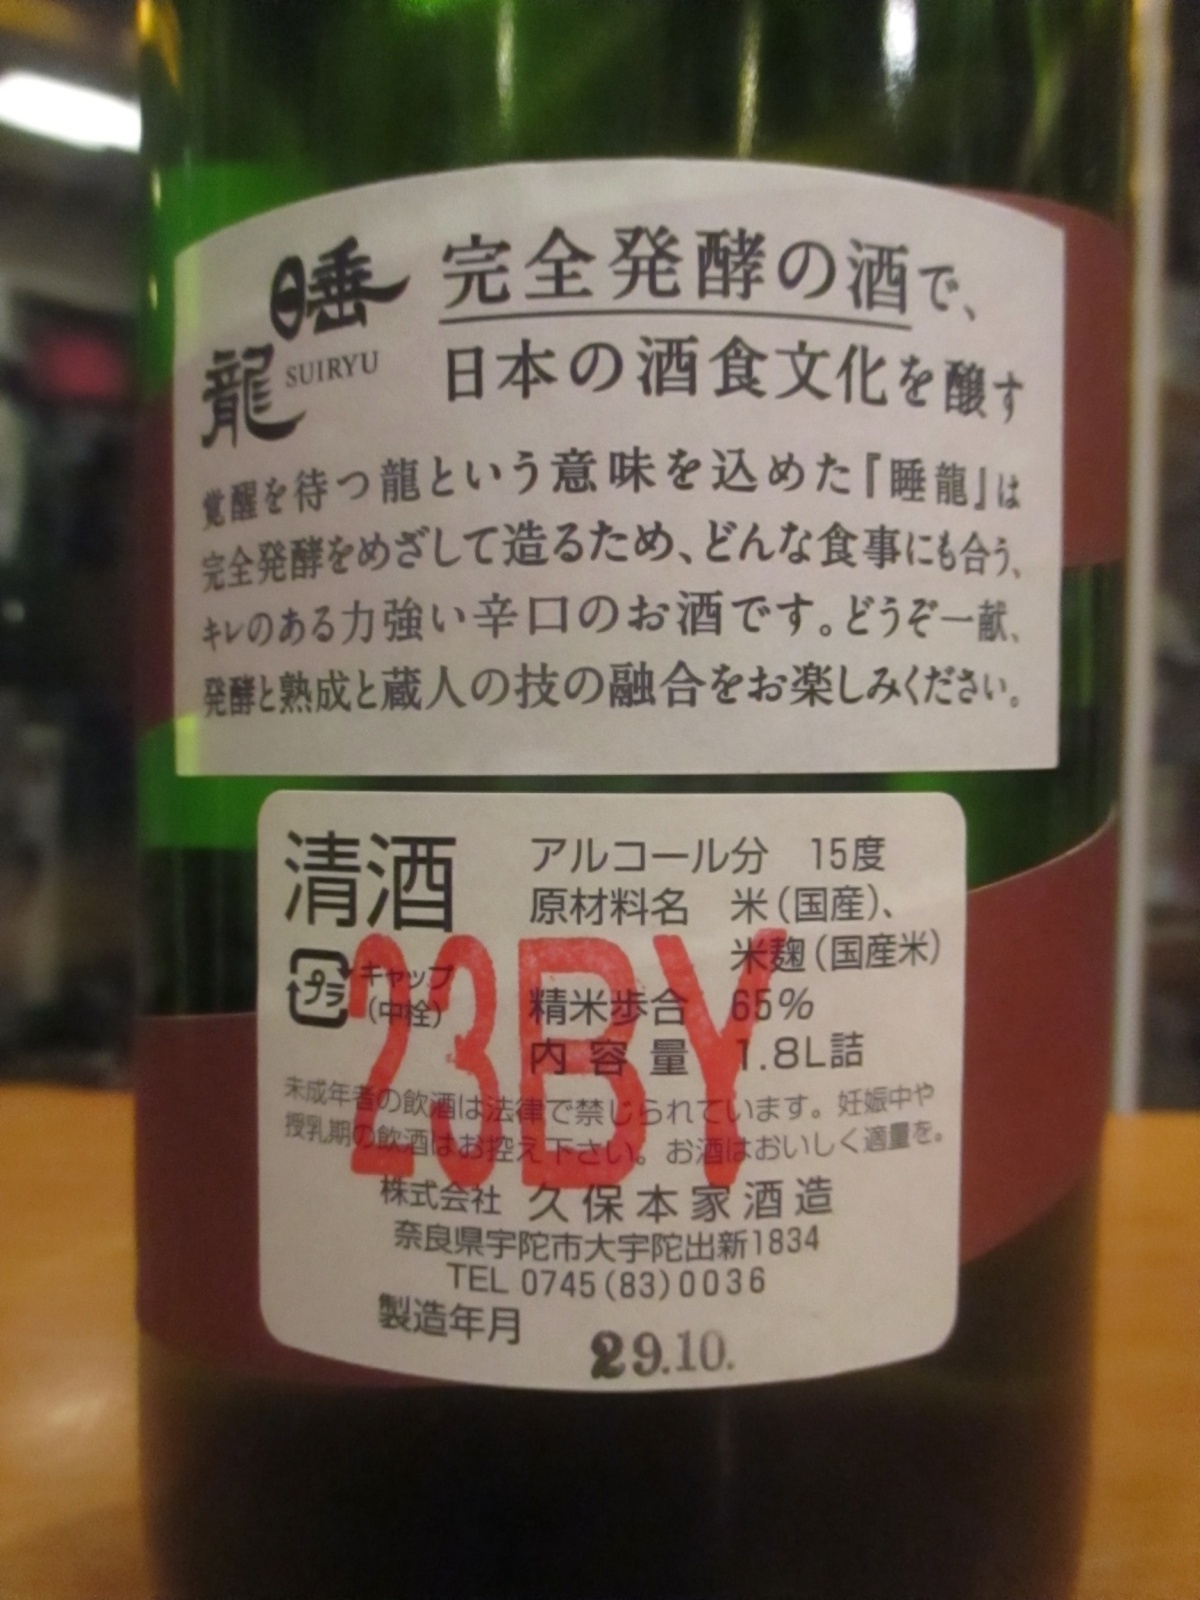 睡龍
SUIRYU
完全発酵の酒で、
日本の酒食文化を醸す
覚醒を待つ龍という意味を込めた『睡龍』は
完全発酵をめざして造るため、どんな食事にも合う、
キレのある力強い辛口のお酒です。どうぞ一献、
発酵と熟成と蔵人の技の融合をお楽しみください。
清酒
プラ
キャップ
(中栓)
アルコール分 15度
原材料名 米(国産)、
米麹(国産米)
精米歩合 65%
内容量 1.8L詰
23BY
未成年者の飲酒は法律で禁じられています。妊娠中や
授乳期の飲酒はお控え下さい。お酒はおいしく適量を。
株式会社 久保本家酒造
奈良県宇陀市大宇陀出新1834
TEL 0745(83)0036
製造年月 29.10.